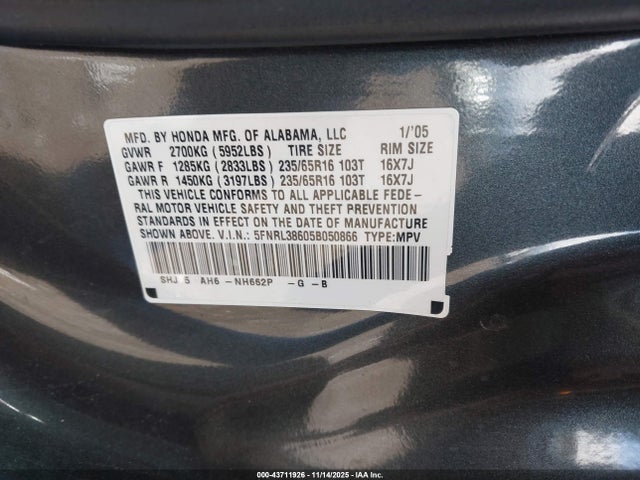 MFD. BY HONDA MFG. OF ALABAMA, LLC 1/'05
GVWR 2700KG (5952LBS) TIRE SIZE RIM SIZE
GAWR F 1285KG (2833LBS) 235/65R16 103T 16X7J
GAWR R 1450KG (3197LBS) 235/65R16 103T 16X7J
THIS VEHICLE CONFORMS TO ALL APPLICABLE FEDE-
RAL MOTOR VEHICLE SAFETY AND THEFT PREVENTION
STANDARDS IN EFFECT ON THE DATE OF MANUFACTURE
SHOWN ABOVE. V.I.N.: 5FNRL38605B050866 TYPE:MPV
SHJ 5 AH6 -NH662P -G -B
000-43711926 - 11/14/2025 - IAA Inc.